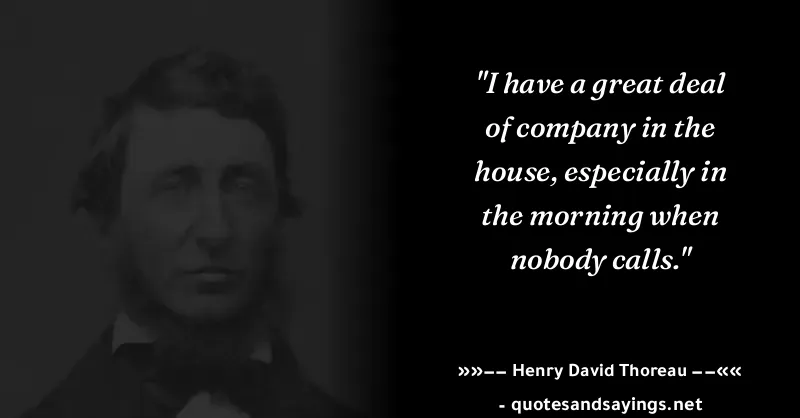 "I have a great deal
of company in the
house, especially in
the morning when
nobody calls."
»»−− Henry David Thoreau −−««
- quotesandsayings.net